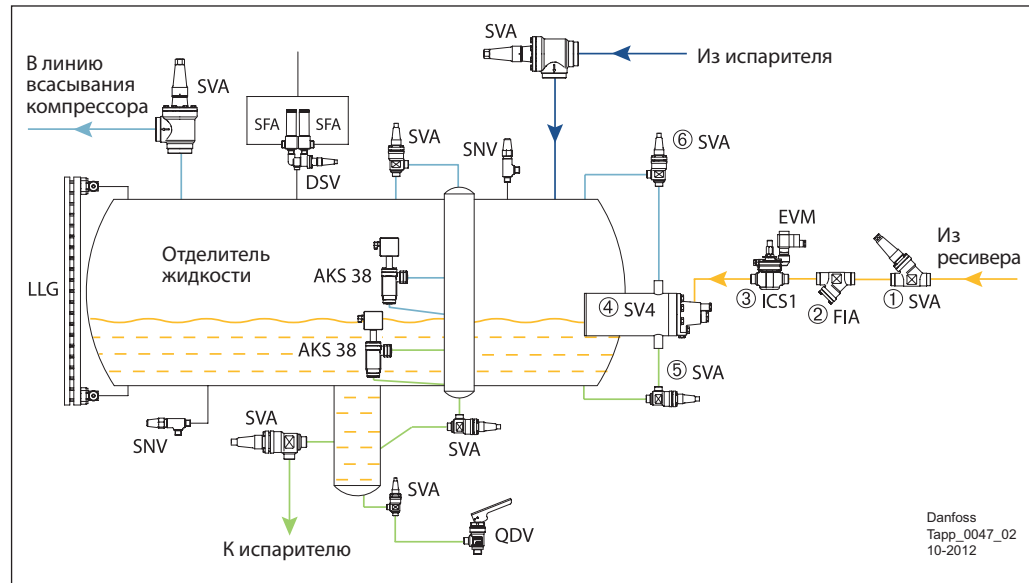 SVA
Из испарителя
В линию
всасывания
компрессора
SVA
SFA SFA
DSV
SVA
SNV
⑥ SVA
EVM
Из
ресивера
Отделитель
жидкости
AKS 38
LLG
④ SV4
③ ICS1
② FIA
① SVA
AKS 38
⑤ SVA
SNV
SVA
SVA
SVA
QDV
К испарителю
Danfoss
Tapp_0047_02
10-2012